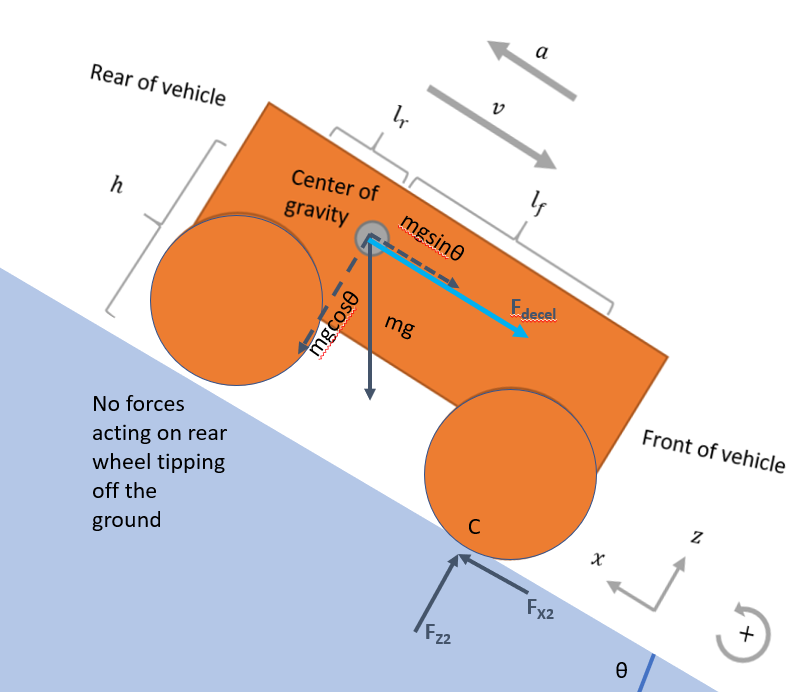 a
Rear of vehicle
v
l_r
h
Center of
gravity
l_f
mgsinθ
F_decel
mgcosθ
mg
No forces
acting on rear
wheel tipping
off the
ground
Front of vehicle
C
z
x
F_X2
F_Z2
+
θ